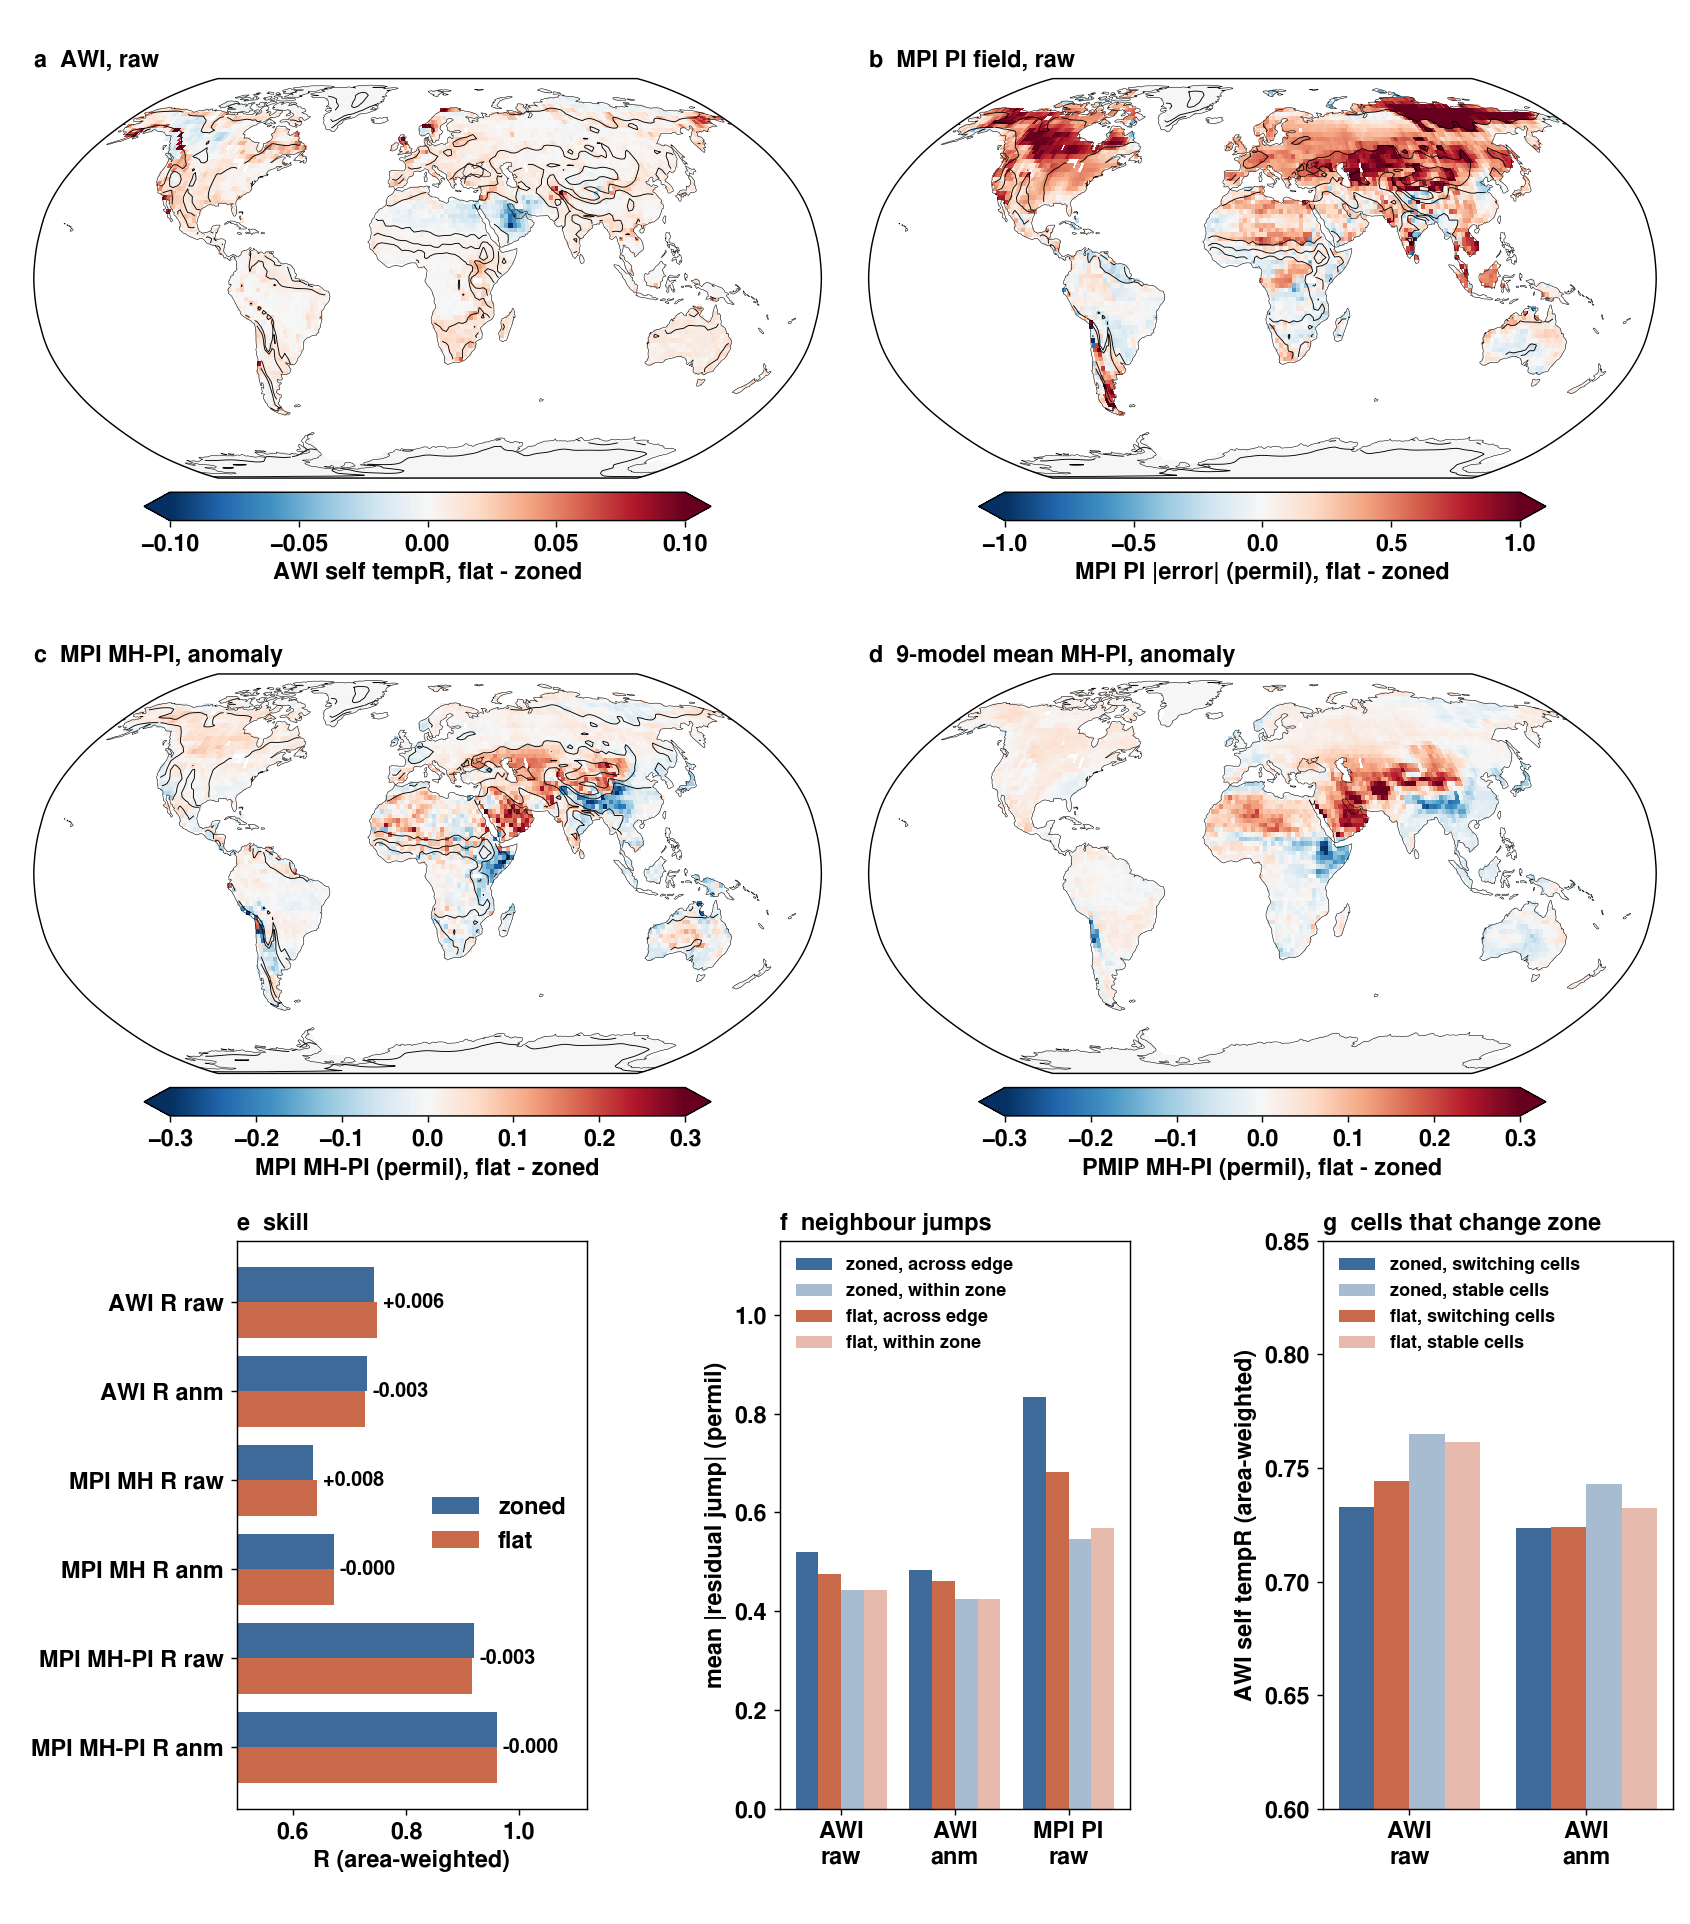 a  AWI, raw
b  MPI PI field, raw
−0.10 −0.05 0.00 0.05 0.10
AWI self tempR, flat - zoned
−1.0 −0.5 0.0 0.5 1.0
MPI PI |error| (permil), flat - zoned
c  MPI MH-PI, anomaly
d  9-model mean MH-PI, anomaly
−0.3 −0.2 −0.1 0.0 0.1 0.2 0.3
MPI MH-PI (permil), flat - zoned
−0.3 −0.2 −0.1 0.0 0.1 0.2 0.3
PMIP MH-PI (permil), flat - zoned
e  skill
AWI R raw
+0.006
AWI R anm
-0.003
MPI MH R raw
+0.008
MPI MH R anm
-0.000
MPI MH-PI R raw
-0.003
MPI MH-PI R anm
-0.000
zoned
flat
0.6 0.8 1.0
R (area-weighted)
f  neighbour jumps
zoned, across edge
zoned, within zone
flat, across edge
flat, within zone
mean |residual jump| (permil)
1.0
0.8
0.6
0.4
0.2
0.0
AWI raw
AWI anm
MPI PI raw
g  cells that change zone
zoned, switching cells
zoned, stable cells
flat, switching cells
flat, stable cells
AWI self tempR (area-weighted)
0.85
0.80
0.75
0.70
0.65
0.60
AWI raw
AWI anm